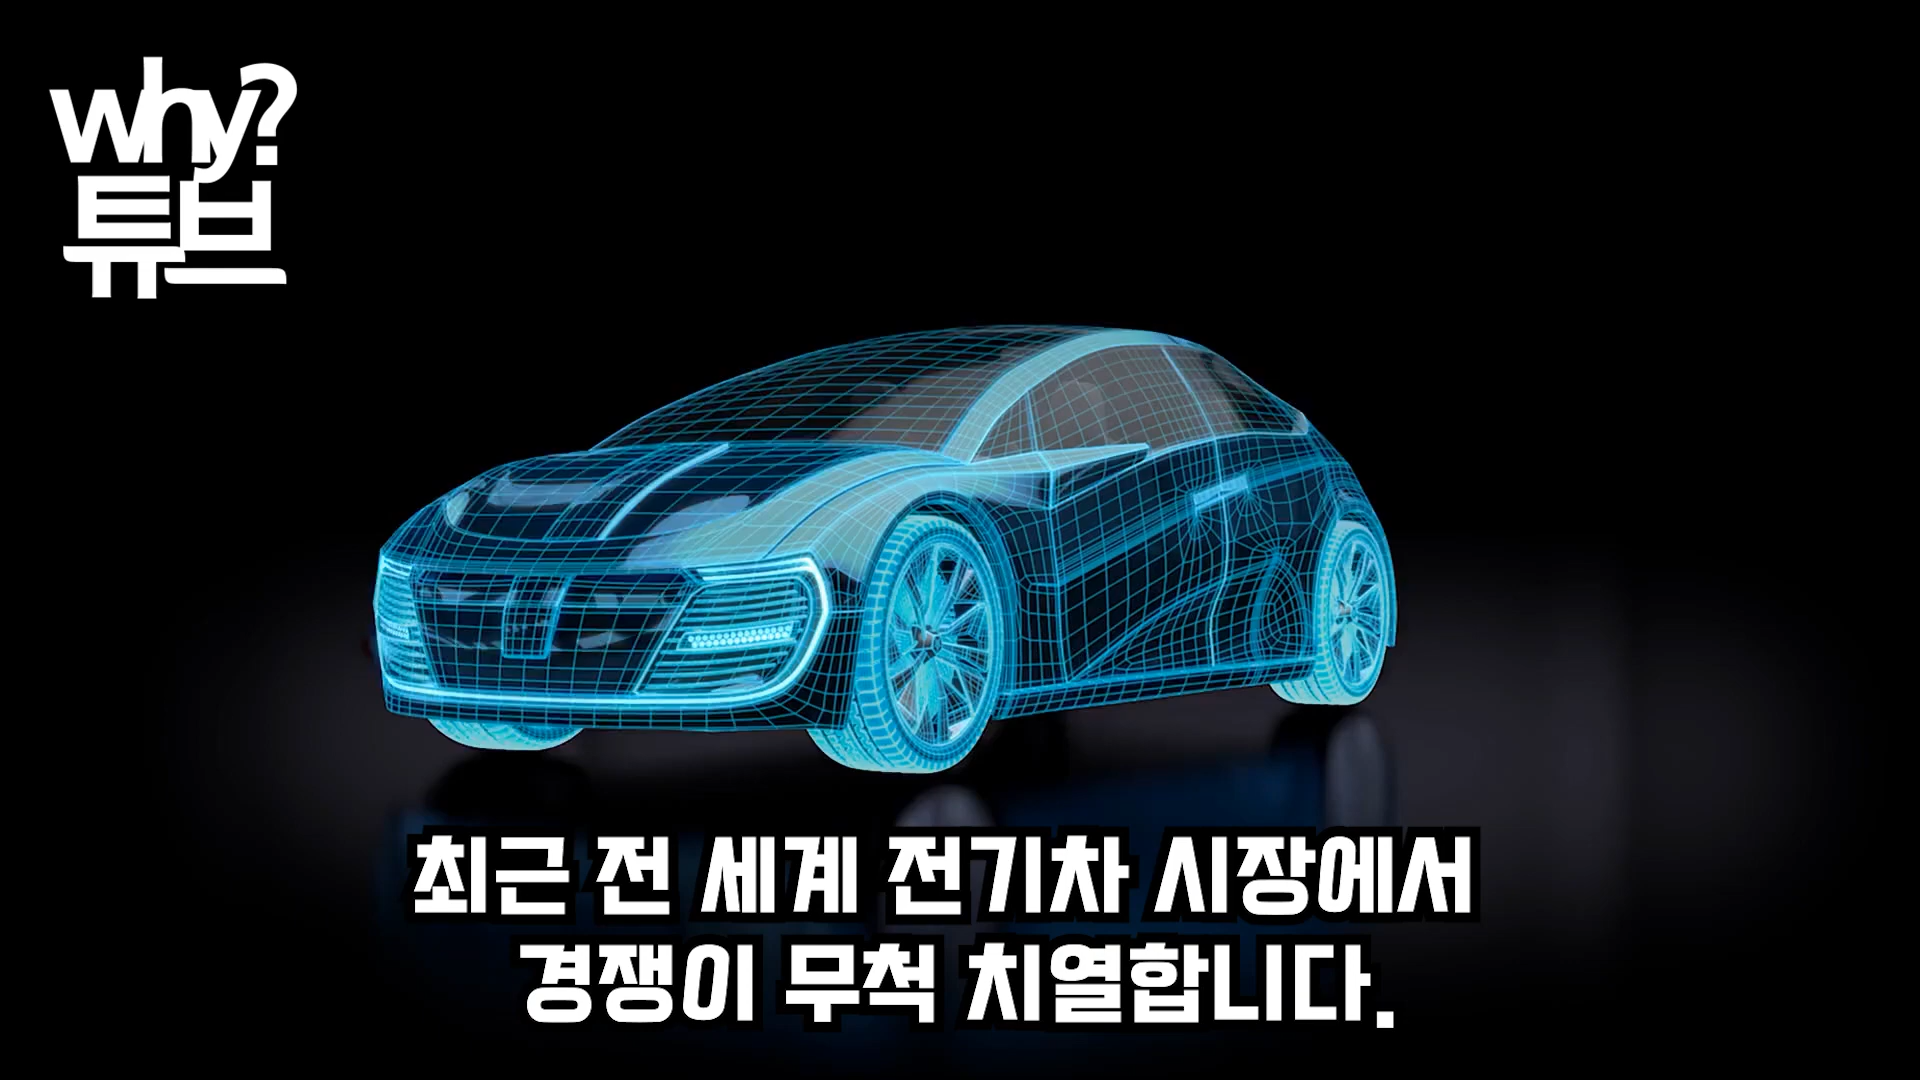 why?
튜브
최근 전 세계 전기차 시장에서
경쟁이 무척 치열합니다.